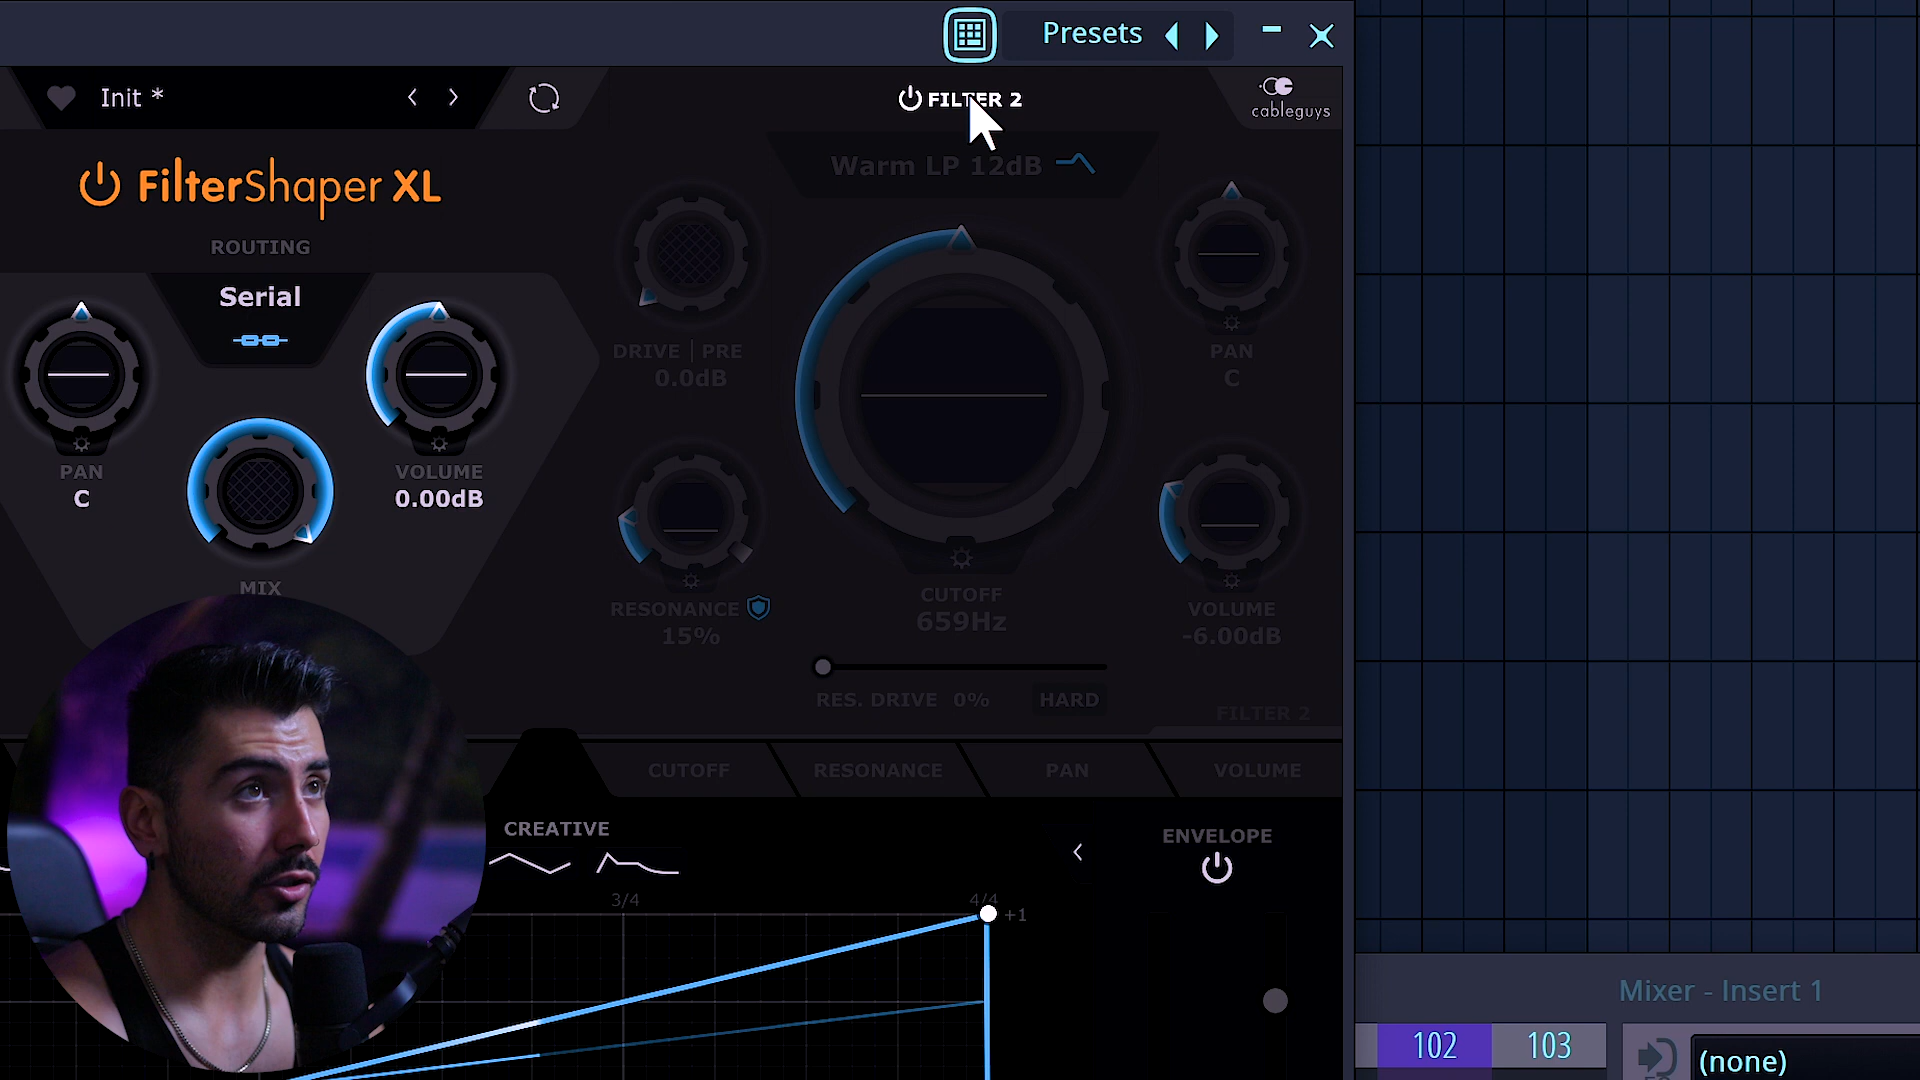 Presets
Init *
FILTER 2
cableguys
FilterShaper XL
Warm LP 12dB
ROUTING
Serial
DRIVE | PRE
0.0dB
PAN
C
PAN
C
VOLUME
0.00dB
MIX
RESONANCE
15%
CUTOFF
659Hz
VOLUME
-6.00dB
RES. DRIVE 0%
HARD
FILTER 2
CUTOFF
RESONANCE
PAN
VOLUME
CREATIVE
ENVELOPE
3/4
4/4
+1
Mixer - Insert 1
102
103
(none)